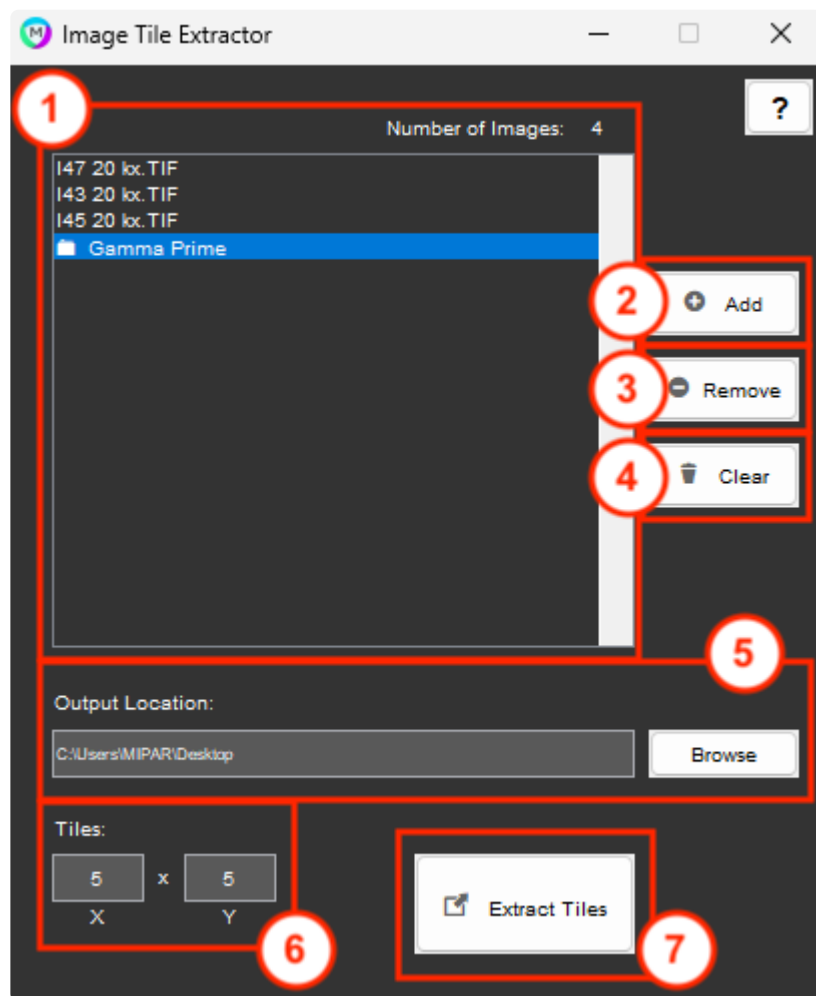 Image Tile Extractor
?
1
Number of Images: 4
I47 20 kx.TIF
I43 20 kx.TIF
I45 20 kx.TIF
Gamma Prime
2
Add
3
Remove
4
Clear
5
Output Location:
C:\Users\MIPAR\Desktop
Browse
Tiles:
5 x 5
X Y
6
Extract Tiles
7